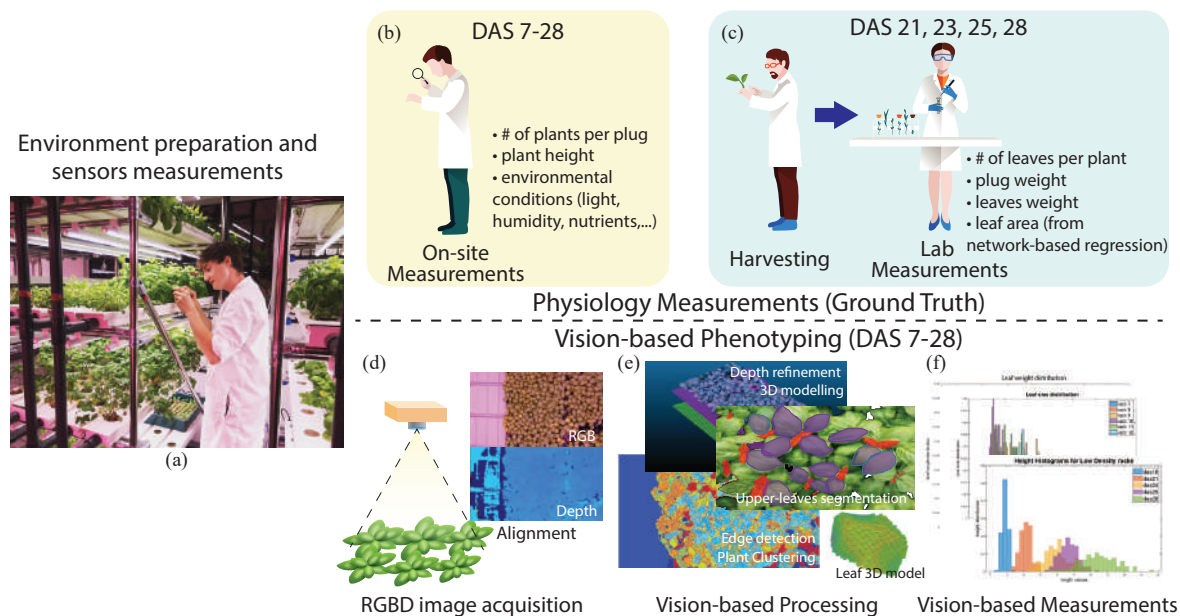 Environment preparation and
sensors measurements
(a)
(b)
DAS 7-28
• # of plants per plug
• plant height
• environmental
conditions (light,
humidity, nutrients,...)
On-site
Measurements
(c)
DAS 21, 23, 25, 28
• # of leaves per plant
• plug weight
• leaves weight
• leaf area (from
network-based regression)
Harvesting
Lab
Measurements
Physiology Measurements (Ground Truth)
Vision-based Phenotyping (DAS 7-28)
(d)
RGB
Depth
Alignment
RGBD image acquisition
(e)
Depth refinement
3D modelling
Upper-leaves segmentation
Edge detection
Plant Clustering
Leaf 3D model
Vision-based Processing
(f)
Leaf weight distribution
Leaf area distribution
Height Histograms for Low Density racks
Vision-based Measurements